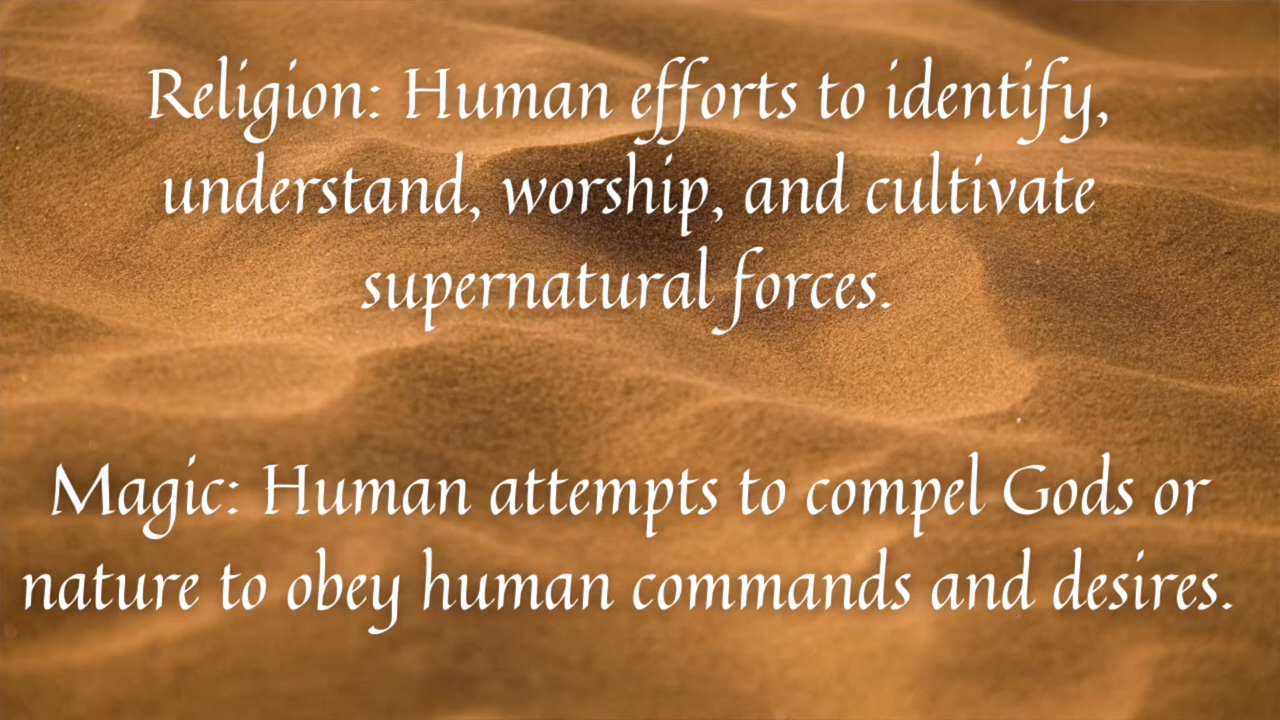 Religion: Human efforts to identify,
understand, worship, and cultivate
supernatural forces.
Magic: Human attempts to compel Gods or
nature to obey human commands and desires.